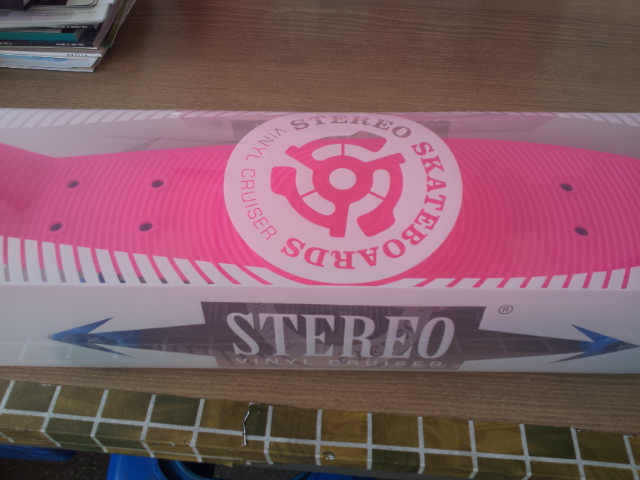 STEREO SKATEBOARDS
VINYL CRUISER
STEREO®
VINYL CRUISER